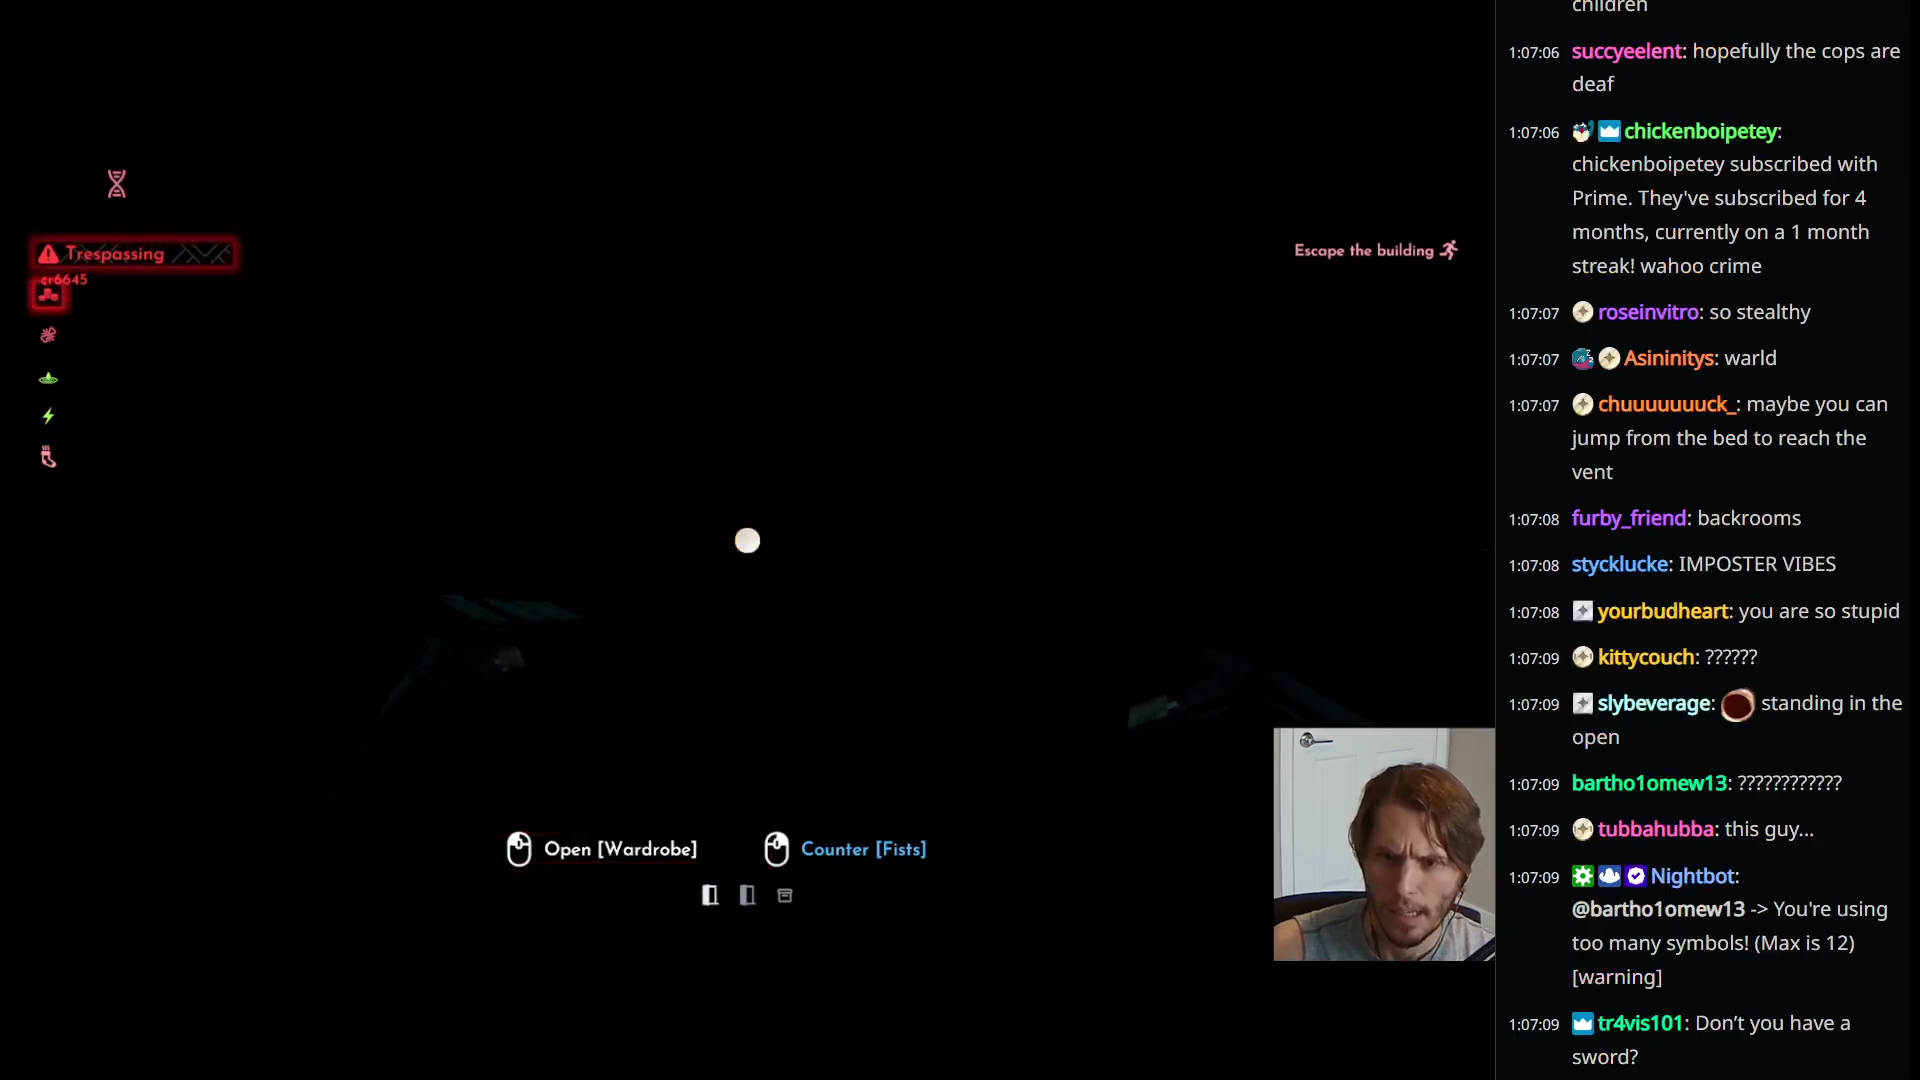 Trespassing
cr6645
Escape the building
Open [Wardrobe]
Counter [Fists]
children
1:07:06 succyeelent: hopefully the cops are
deaf
1:07:06 chickenboipetey:
chickenboipetey subscribed with
Prime. They've subscribed for 4
months, currently on a 1 month
streak! wahoo crime
1:07:07 roseinvitro: so stealthy
1:07:07 Asininitys: warld
1:07:07 chuuuuuuuck_: maybe you can
jump from the bed to reach the
vent
1:07:08 furby_friend: backrooms
1:07:08 stycklucke: IMPOSTER VIBES
1:07:08 yourbudheart: you are so stupid
1:07:09 kittycouch: ??????
1:07:09 slybeverage: standing in the
open
1:07:09 bartho1omew13: ????????????
1:07:09 tubbahubba: this guy...
1:07:09 Nightbot:
@bartho1omew13 -> You're using
too many symbols! (Max is 12)
[warning]
1:07:09 tr4vis101: Don’t you have a
sword?